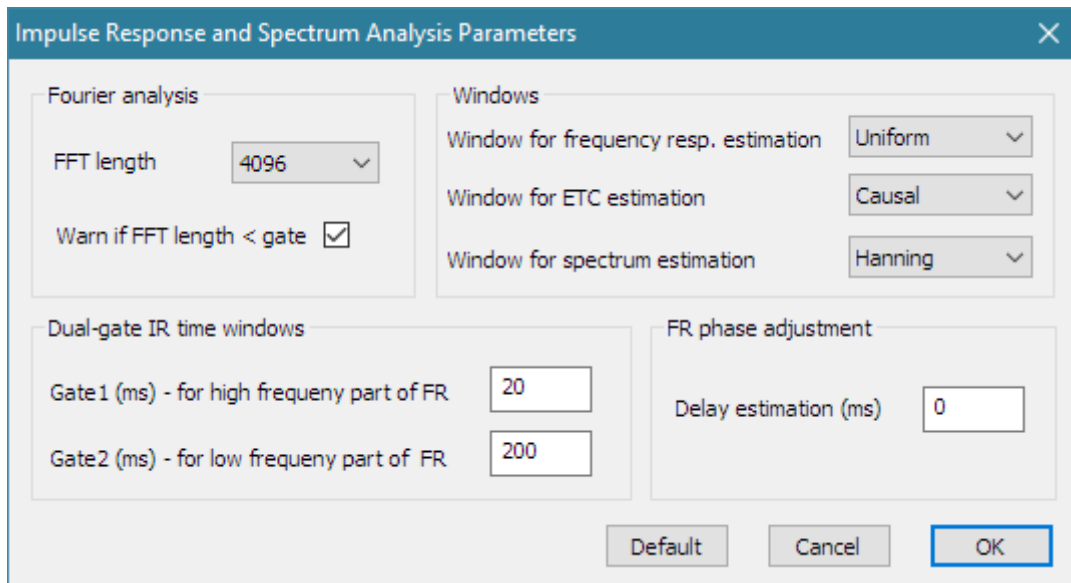 Impulse Response and Spectrum Analysis Parameters
Fourier analysis
FFT length 4096
Warn if FFT length < gate
Windows
Window for frequency resp. estimation Uniform
Window for ETC estimation Causal
Window for spectrum estimation Hanning
Dual-gate IR time windows
Gate1 (ms) - for high frequeny part of FR 20
Gate2 (ms) - for low frequeny part of FR 200
FR phase adjustment
Delay estimation (ms) 0
Default Cancel OK